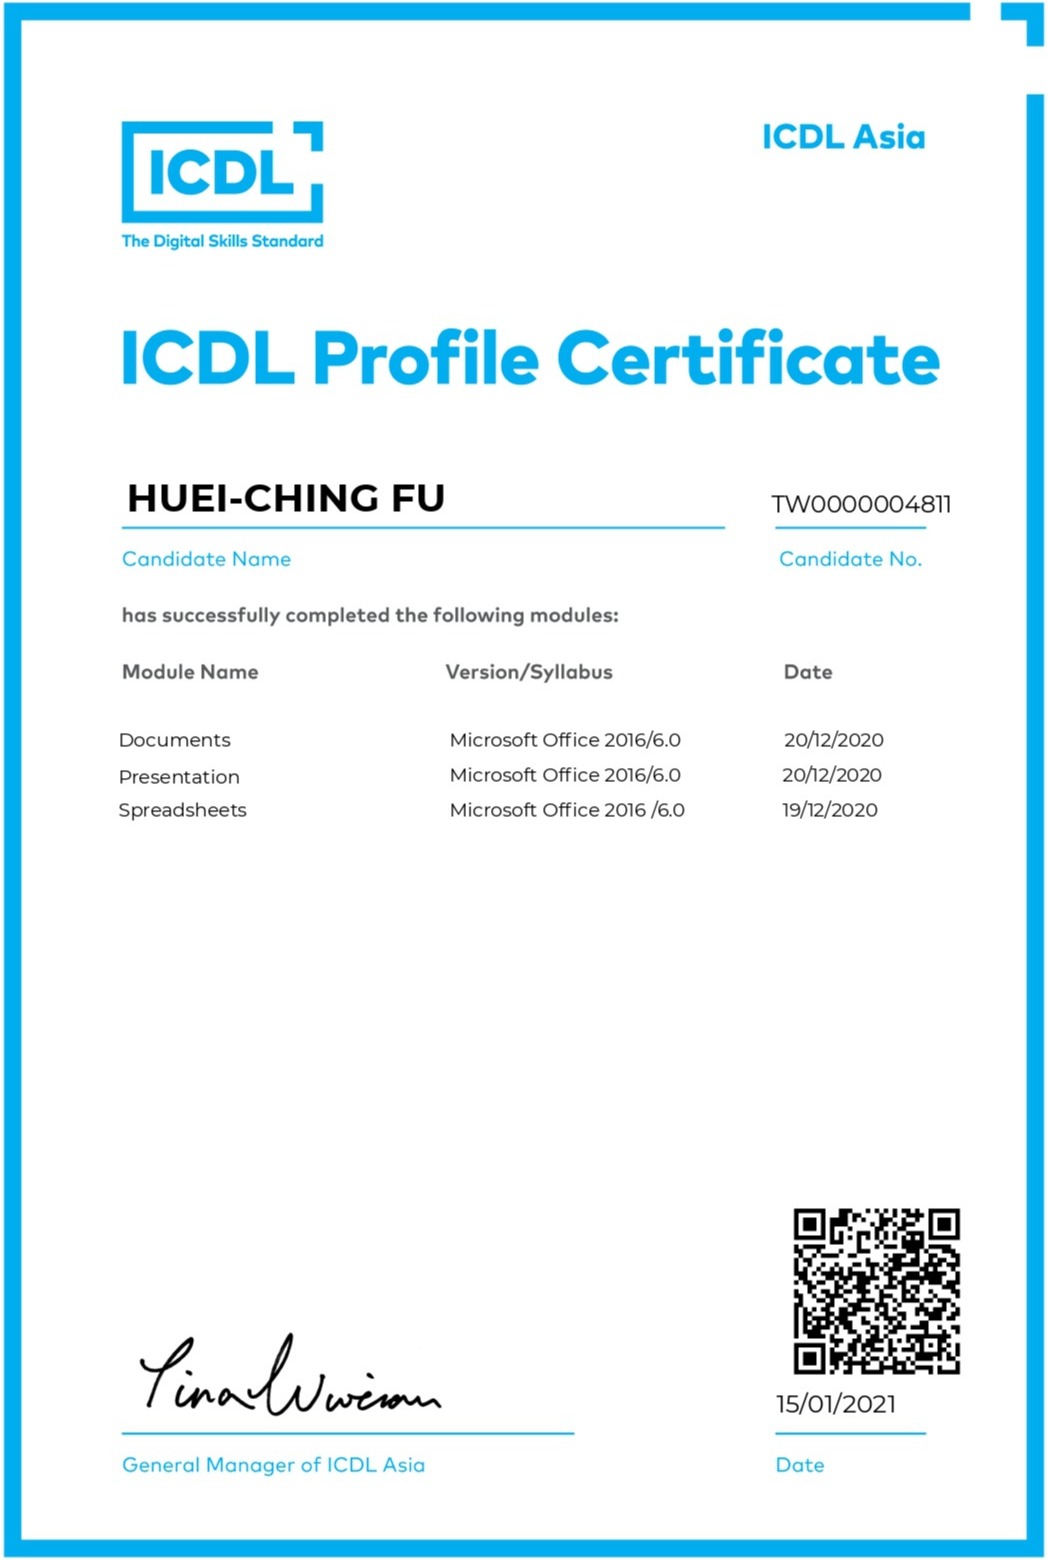 ICDL
The Digital Skills Standard
ICDL Asia
ICDL Profile Certificate
HUEI-CHING FU
TW0000004811
Candidate Name
Candidate No.
has successfully completed the following modules:
Module Name Version/Syllabus Date
Documents Microsoft Office 2016/6.0 20/12/2020
Presentation Microsoft Office 2016/6.0 20/12/2020
Spreadsheets Microsoft Office 2016 /6.0 19/12/2020
15/01/2021
General Manager of ICDL Asia
Date